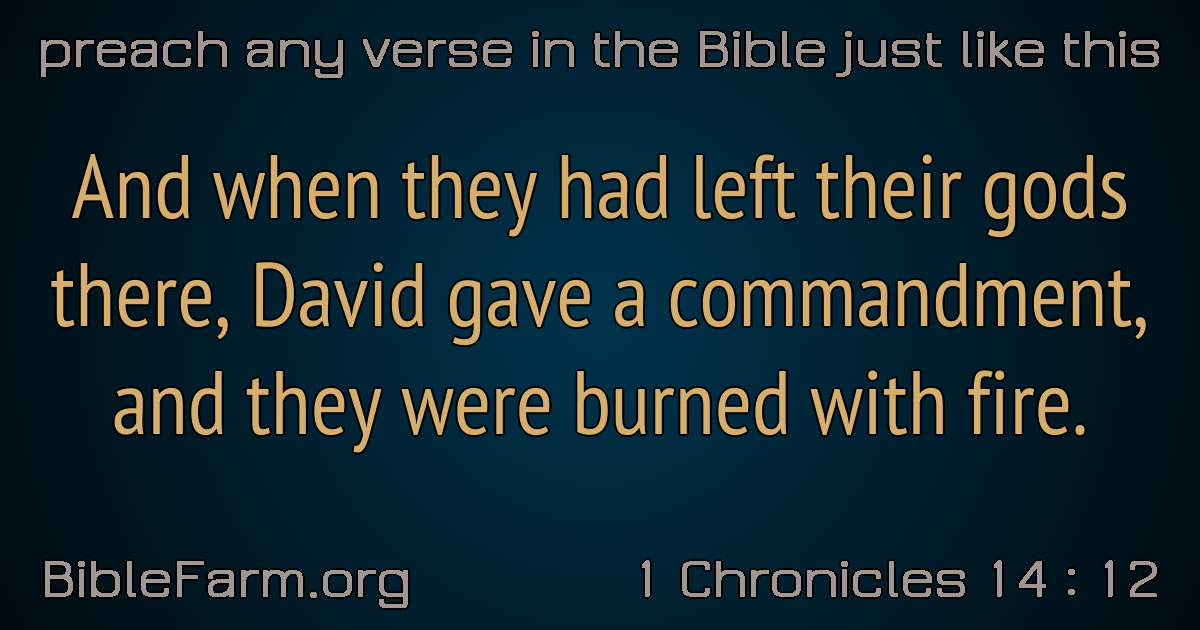 preach any verse in the Bible just like this
And when they had left their gods
there, David gave a commandment,
and they were burned with fire.
BibleFarm.org
1 Chronicles 14 : 12